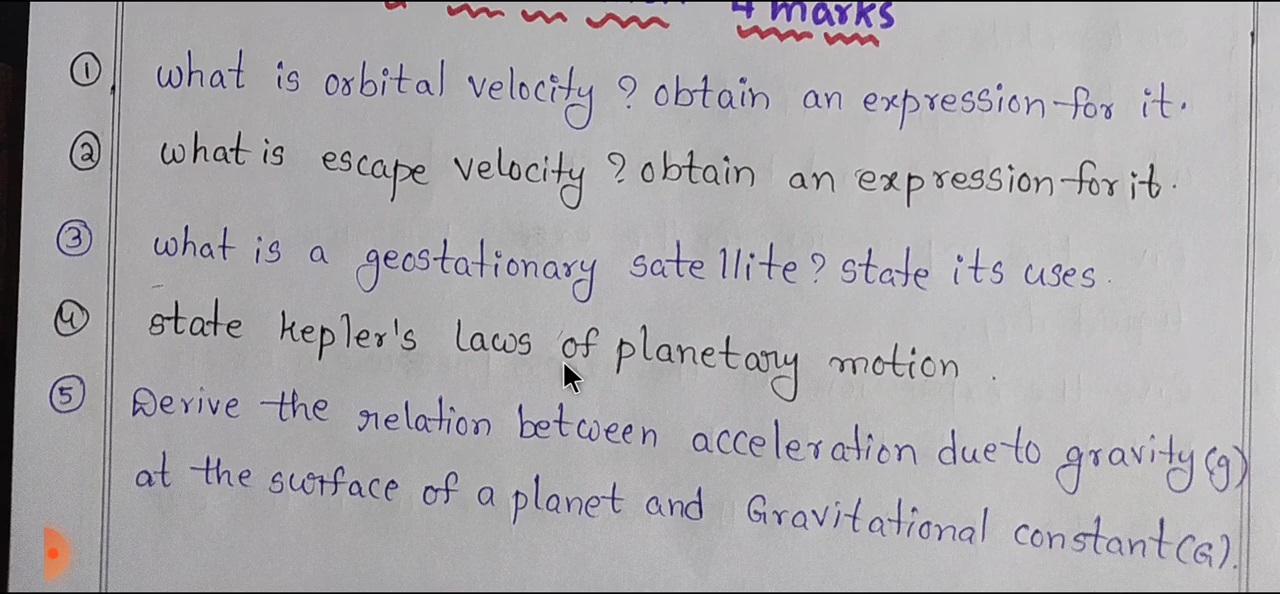 4 marks
① what is orbital velocity ? obtain an expression for it.
② what is escape velocity ? obtain an expression for it.
③ what is a geostationary satellite? state its uses.
④ state kepler's laws of planetary motion.
⑤ Derive the relation between acceleration due to gravity (g)
at the surface of a planet and Gravitational constant (G).